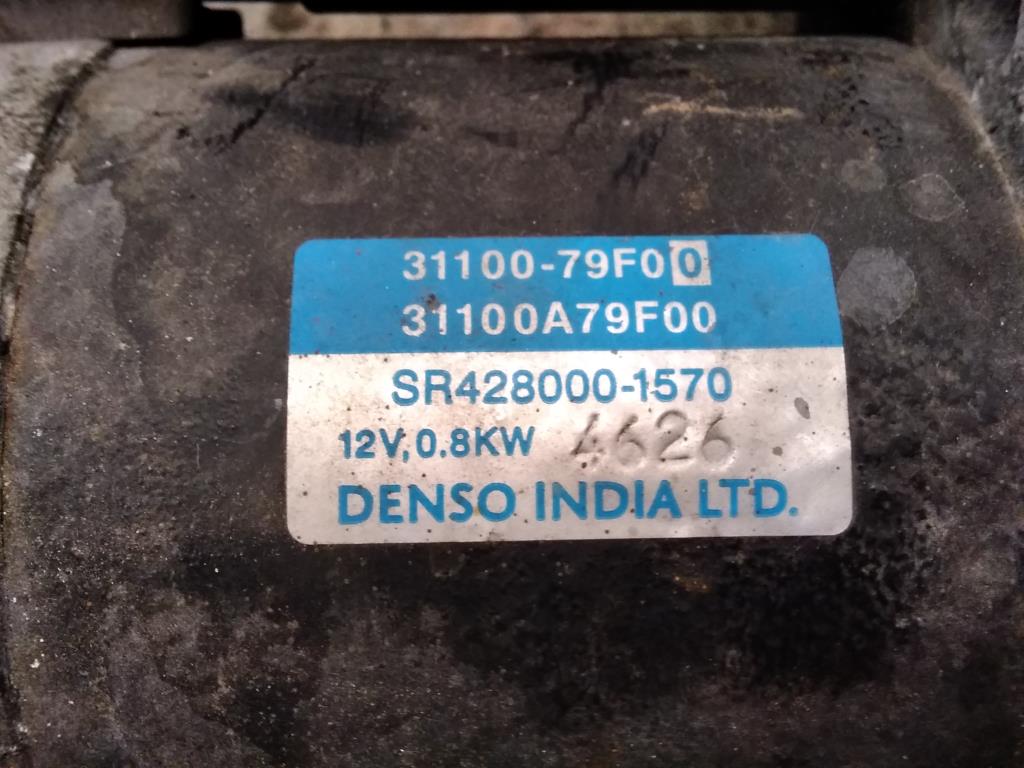 31100-79F00
31100A79F00
SR428000-1570
12V, 0.8KW 4626
DENSO INDIA LTD.